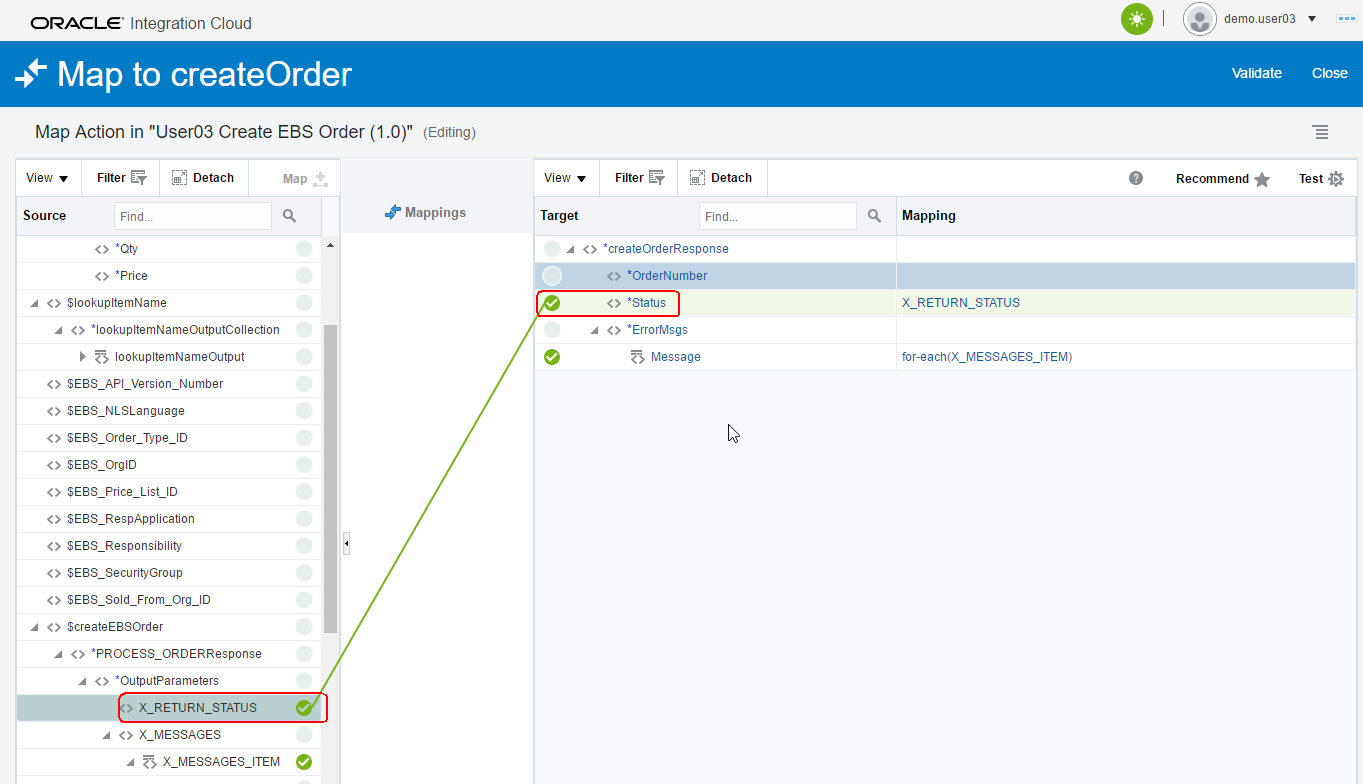 ORACLE Integration Cloud
demo.user03
Map to createOrder
Validate Close
Map Action in "User03 Create EBS Order (1.0)" (Editing)
View Filter Detach Map
Source Find...
*Qty
*Price
$lookupItemName
*lookupItemNameOutputCollection
lookupItemNameOutput
$EBS_API_Version_Number
$EBS_NLSLanguage
$EBS_Order_Type_ID
$EBS_OrgID
$EBS_Price_List_ID
$EBS_RespApplication
$EBS_Responsibility
$EBS_SecurityGroup
$EBS_Sold_From_Org_ID
$createEBSOrder
*PROCESS_ORDERResponse
*OutputParameters
X_RETURN_STATUS
X_MESSAGES
X_MESSAGES_ITEM
Mappings
View Filter Detach
Recommend Test
Target Find... Mapping
*createOrderResponse
*OrderNumber
*Status X_RETURN_STATUS
*ErrorMsgs
Message for-each(X_MESSAGES_ITEM)